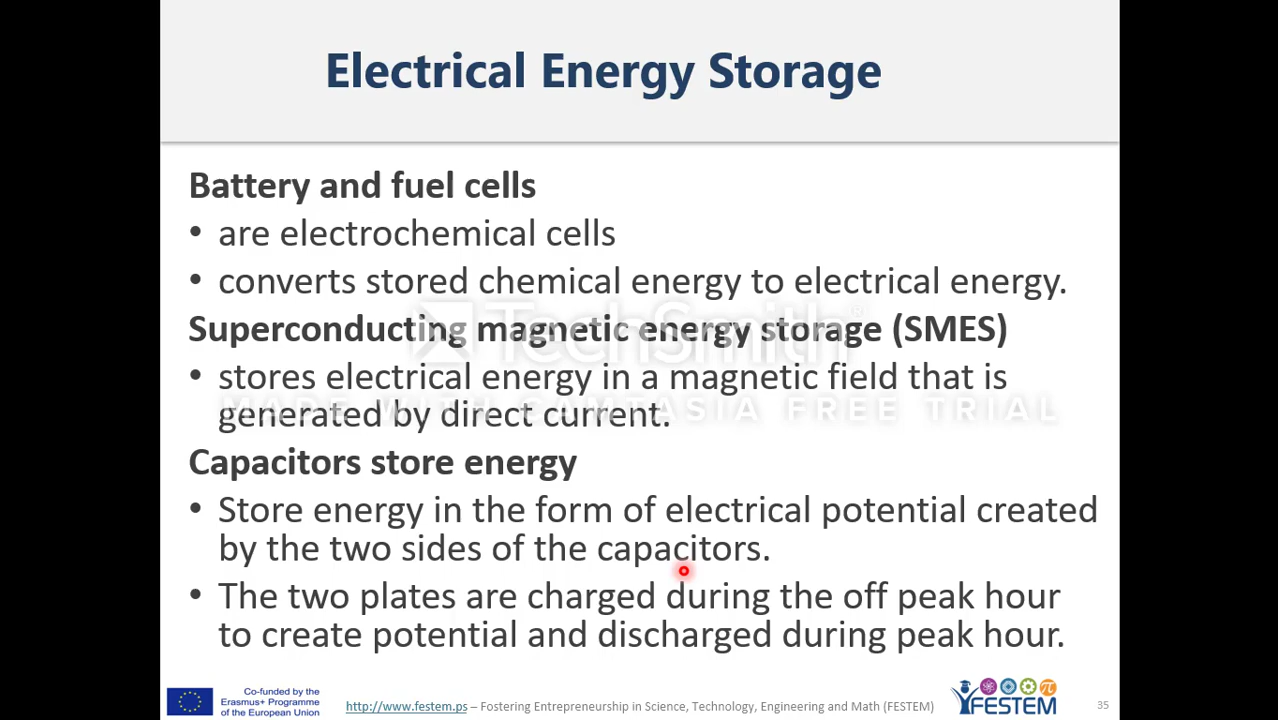 Electrical Energy Storage
Battery and fuel cells
• are electrochemical cells
• converts stored chemical energy to electrical energy.
Superconducting magnetic energy storage (SMES)
TechSmith®
• stores electrical energy in a magnetic field that is
generated by direct current.
MADE WITH CAMTASIA FREE TRIAL
Capacitors store energy
• Store energy in the form of electrical potential created
by the two sides of the capacitors.
• The two plates are charged during the off peak hour
to create potential and discharged during peak hour.
Co-funded by the
Erasmus+ Programme
of the European Union
http://www.festem.ps – Fostering Entrepreneurship in Science, Technology, Engineering and Math (FESTEM)
π
FESTEM
35